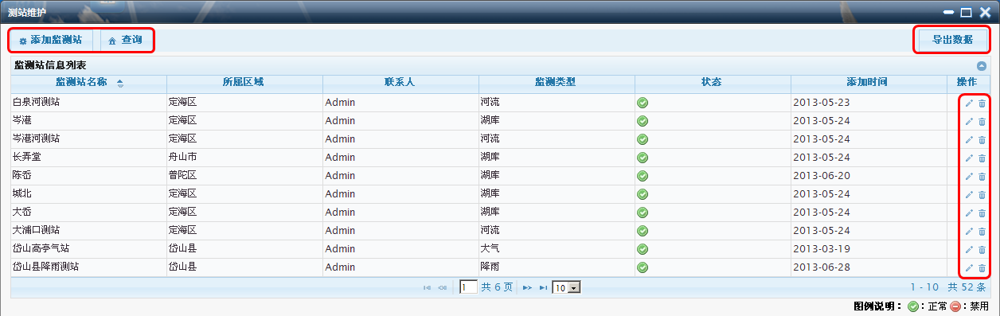 测站维护
添加监测站 查询 导出数据
监测站信息列表
监测站名称 所属区域 联系人 监测类型 状态 添加时间 操作
白泉河测站 定海区 Admin 河流 2013-05-23
岑港 定海区 Admin 湖库 2013-05-24
岑港河测站 定海区 Admin 河流 2013-05-24
长弄堂 舟山市 Admin 湖库 2013-05-24
陈岙 普陀区 Admin 湖库 2013-06-20
城北 定海区 Admin 湖库 2013-05-24
大岙 定海区 Admin 湖库 2013-05-24
大浦口测站 定海区 Admin 河流 2013-05-24
岱山高亭气站 岱山县 Admin 大气 2013-03-19
岱山县降雨测站 岱山县 Admin 降雨 2013-06-28
1 共 6 页 10 1 - 10 共 52 条
图例说明：：正常：禁用